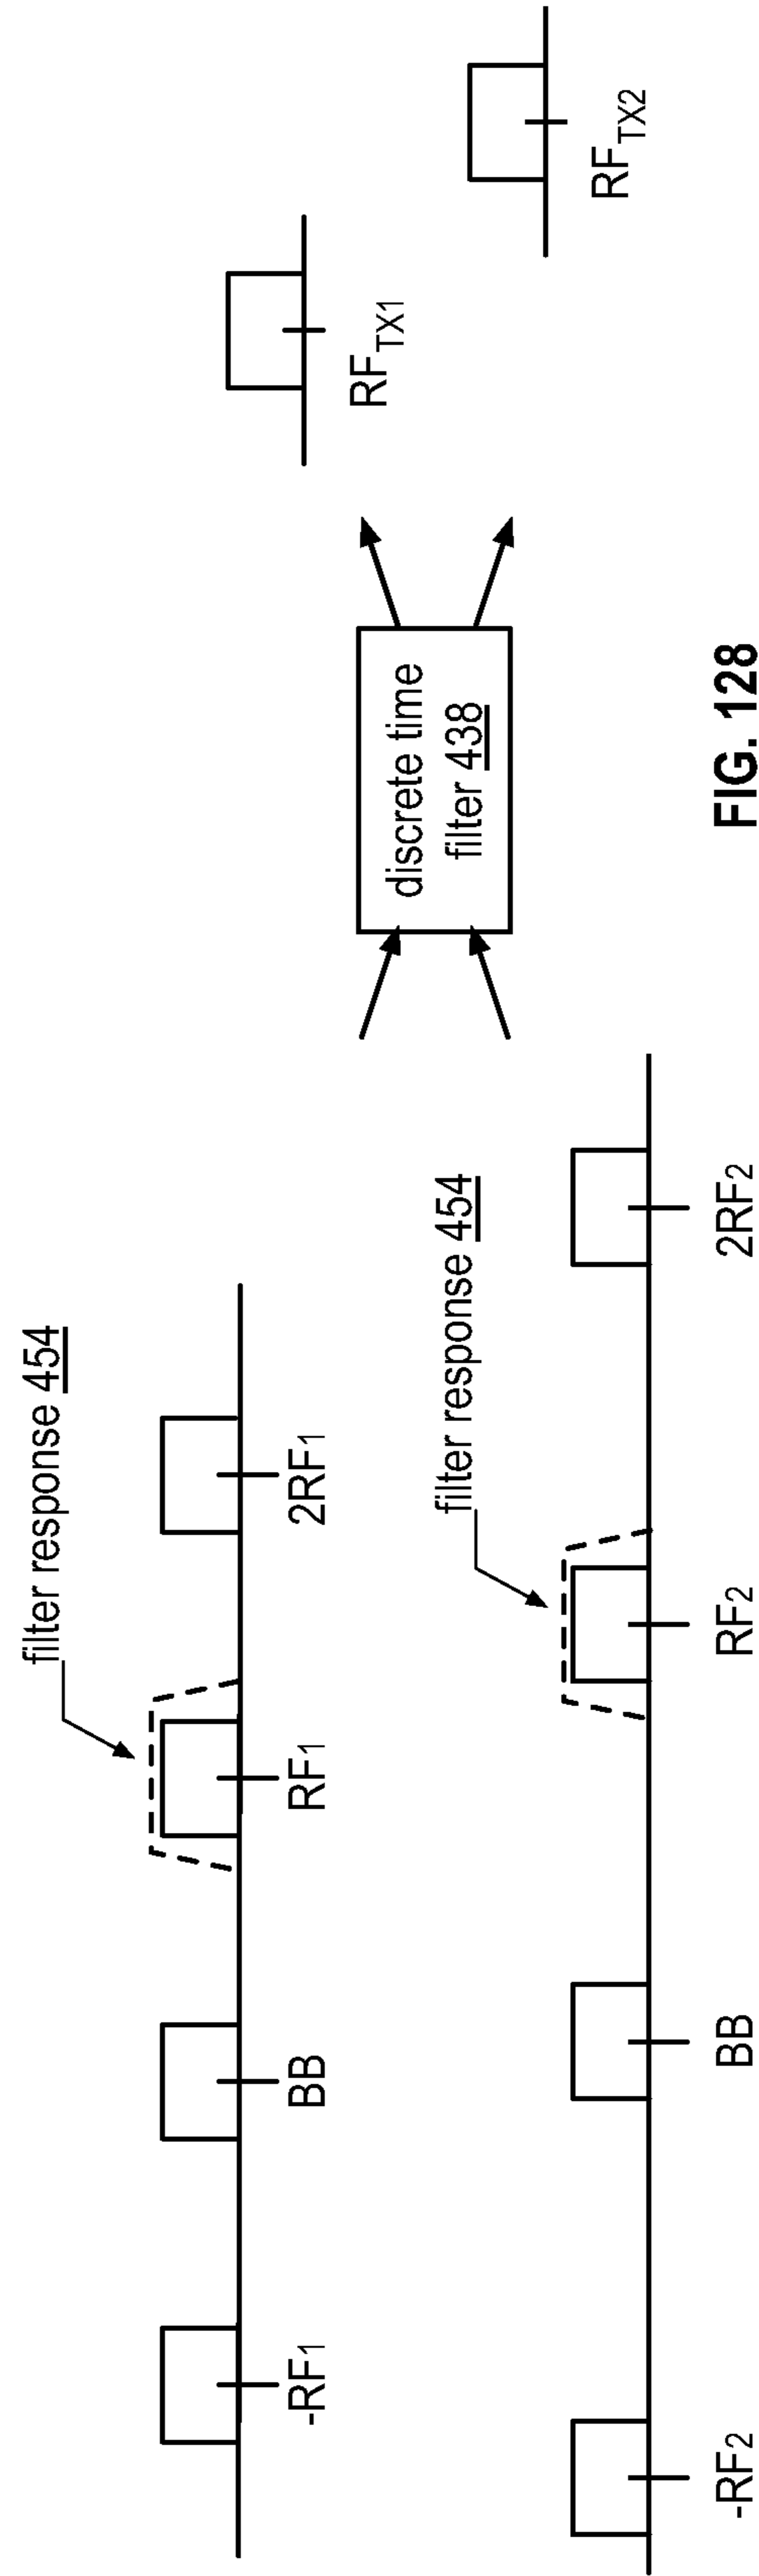 filter response 454
-RF1
BB
RF1
2RF1
filter response 454
-RF2
BB
RF2
2RF2
discrete time
filter 438
RFTX1
RFTX2
FIG. 128